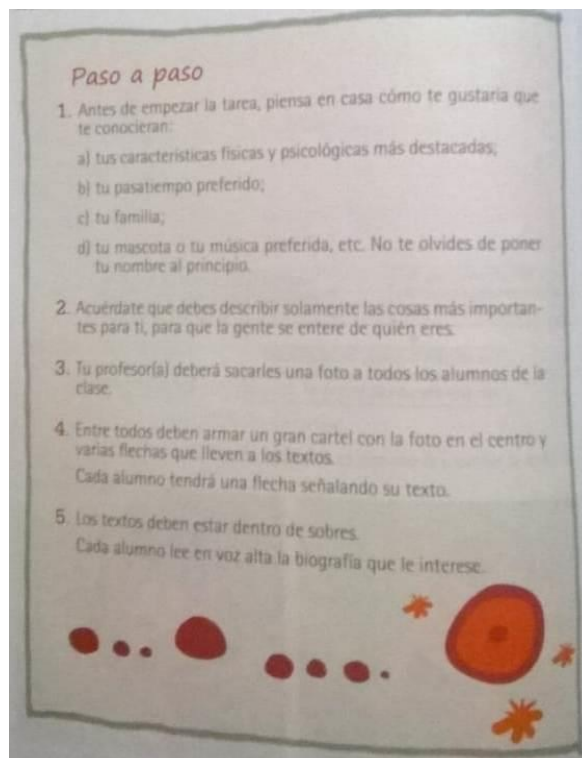 Paso a paso
1. Antes de empezar la tarea, piensa en casa cómo te gustaría que
te conocieran:
a) tus características físicas y psicológicas más destacadas;
b) tu pasatiempo preferido;
c) tu familia;
d) tu mascota o tu música preferida, etc. No te olvides de poner
tu nombre al principio.
2. Acuérdate que debes describir solamente las cosas más importan-
tes para ti, para que la gente se entere de quién eres.
3. Tu profesor(a) deberá sacarles una foto a todos los alumnos de la
clase.
4. Entre todos deben armar un gran cartel con la foto en el centro y
varias flechas que lleven a los textos.
Cada alumno tendrá una flecha señalando su texto.
5. Los textos deben estar dentro de sobres.
Cada alumno lee en voz alta la biografía que le interese.